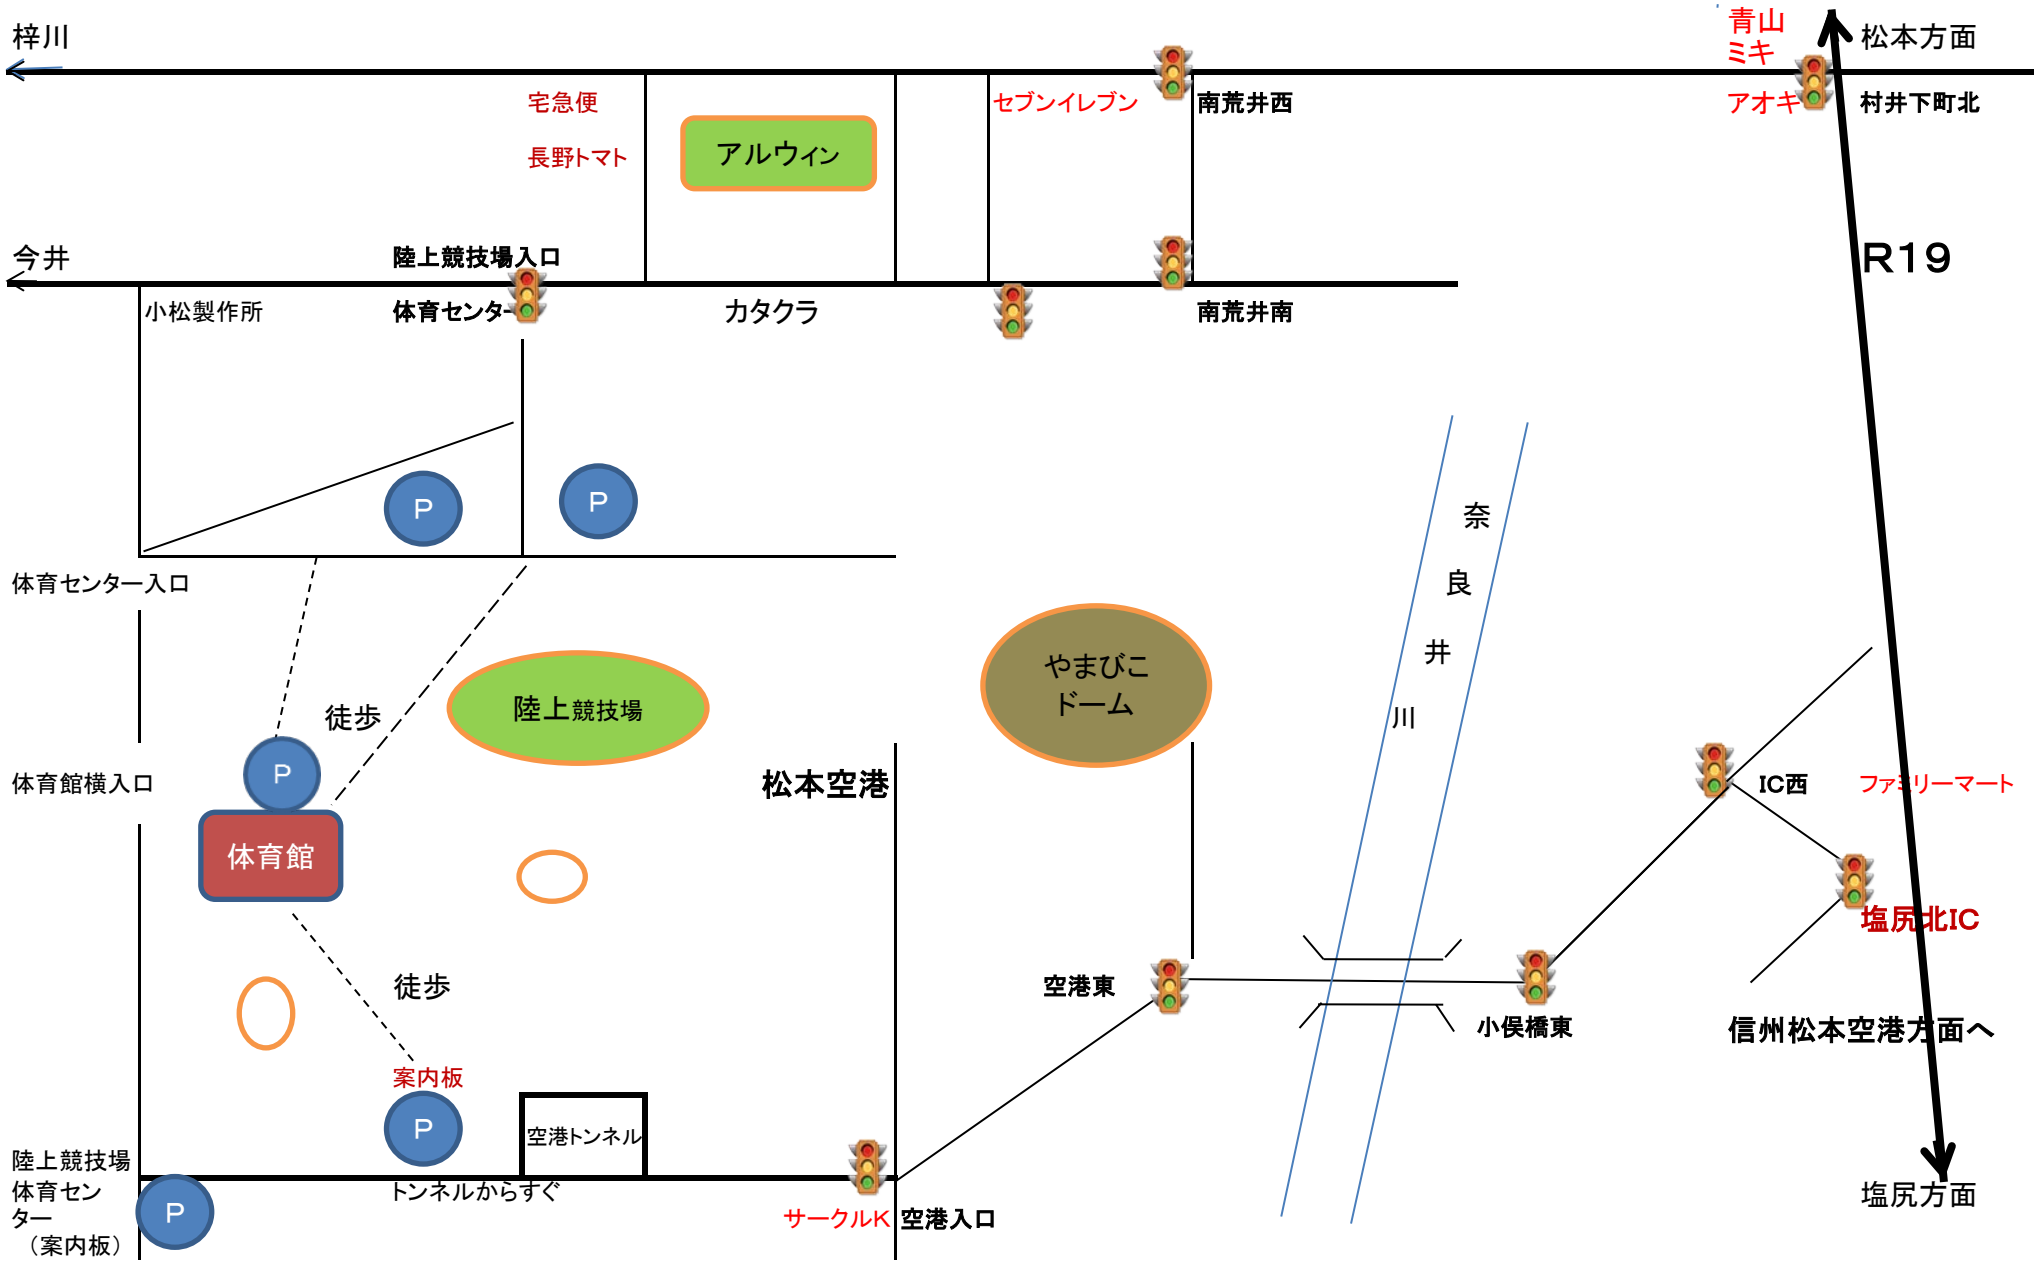 青山
ミキ
梓川
松本方面
宅急便
セブンイレブン
南荒井西
アオキ
村井下町北
長野トマト
アルウィン
今井
陸上競技場入口
R19
小松製作所
体育センター
カタクラ
南荒井南
P
P
奈
良
井
川
体育センター入口
やまびこ
ドーム
徒歩
陸上競技場
体育館横入口
P
松本空港
IC西
ファミリーマート
体育館
塩尻北IC
徒歩
空港東
小俣橋東
信州松本空港方面へ
案内板
P
空港トンネル
陸上競技場
体育セン
ター
（案内板）
P
トンネルからすぐ
サークルK
空港入口
塩尻方面